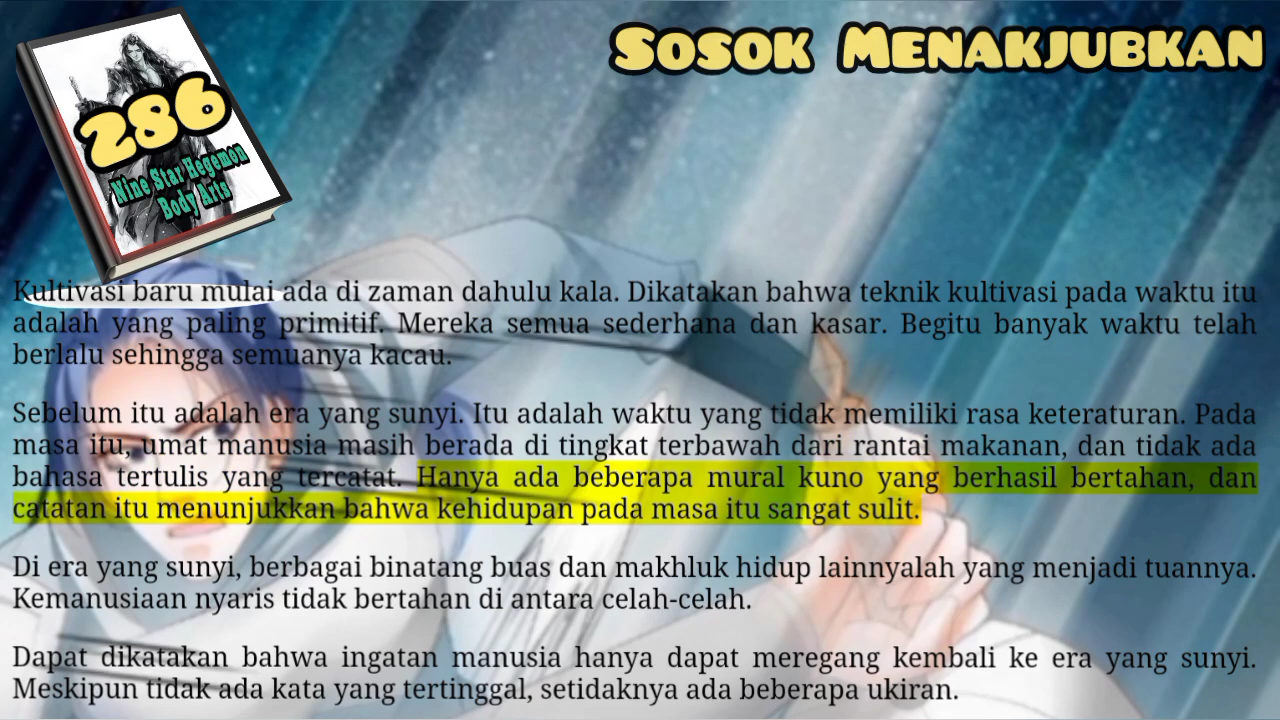 Sosok Menakjubkan
286
Nine Star Hegemon
Body Arts
Kultivasi baru mulai ada di zaman dahulu kala. Dikatakan bahwa teknik kultivasi pada waktu itu
adalah yang paling primitif. Mereka semua sederhana dan kasar. Begitu banyak waktu telah
berlalu sehingga semuanya kacau.
Sebelum itu adalah era yang sunyi. Itu adalah waktu yang tidak memiliki rasa keteraturan. Pada
masa itu, umat manusia masih berada di tingkat terbawah dari rantai makanan, dan tidak ada
bahasa tertulis yang tercatat. Hanya ada beberapa mural kuno yang berhasil bertahan, dan
catatan itu menunjukkan bahwa kehidupan pada masa itu sangat sulit.
Di era yang sunyi, berbagai binatang buas dan makhluk hidup lainnyalah yang menjadi tuannya.
Kemanusiaan nyaris tidak bertahan di antara celah-celah.
Dapat dikatakan bahwa ingatan manusia hanya dapat meregang kembali ke era yang sunyi.
Meskipun tidak ada kata yang tertinggal, setidaknya ada beberapa ukiran.